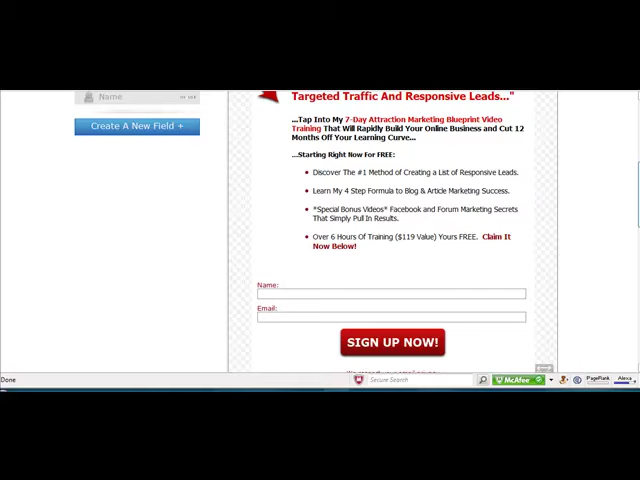 Name
Targeted Traffic And Responsive Leads..."
Create A New Field +
...Tap Into My 7-Day Attraction Marketing Blueprint Video
Training That Will Rapidly Build Your Online Business and Cut 12
Months Off Your Learning Curve...
...Starting Right Now For FREE:
Discover The #1 Method of Creating a List of Responsive Leads.
Learn My 4 Step Formula to Blog & Article Marketing Success.
*Special Bonus Videos* Facebook and Forum Marketing Secrets
That Simply Pull In Results.
Over 6 Hours Of Training ($119 Value) Yours FREE. Claim It
Now Below!
Name:
Email:
SIGN UP NOW!
Done
Secure Search
McAfee
PageRank
Alexa